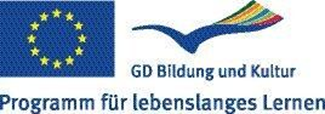 GD Bildung und Kultur
Programm für lebenslanges Lernen